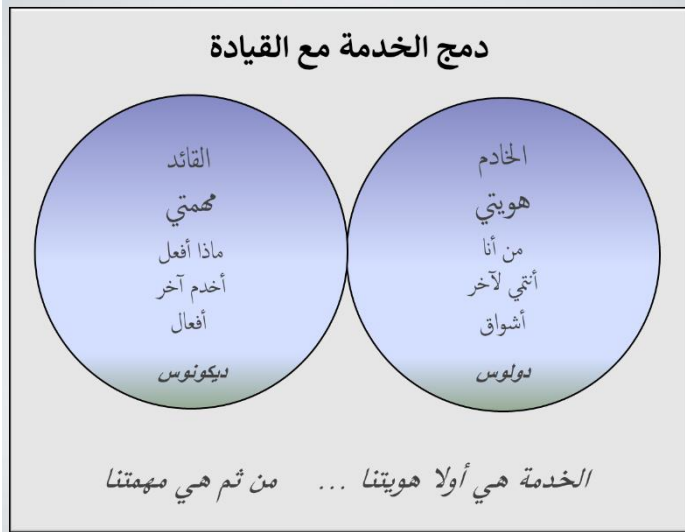 دمج الخدمة مع القيادة
الخادم
هويتي
من أنا
أنتمي لآخر
أشواق
دولوس
القائد
مهمتي
ماذا أفعل
أخدم آخر
أفعال
ديكونوس
الخدمة هي أولا هويتنا ... من ثم هي مهمتنا